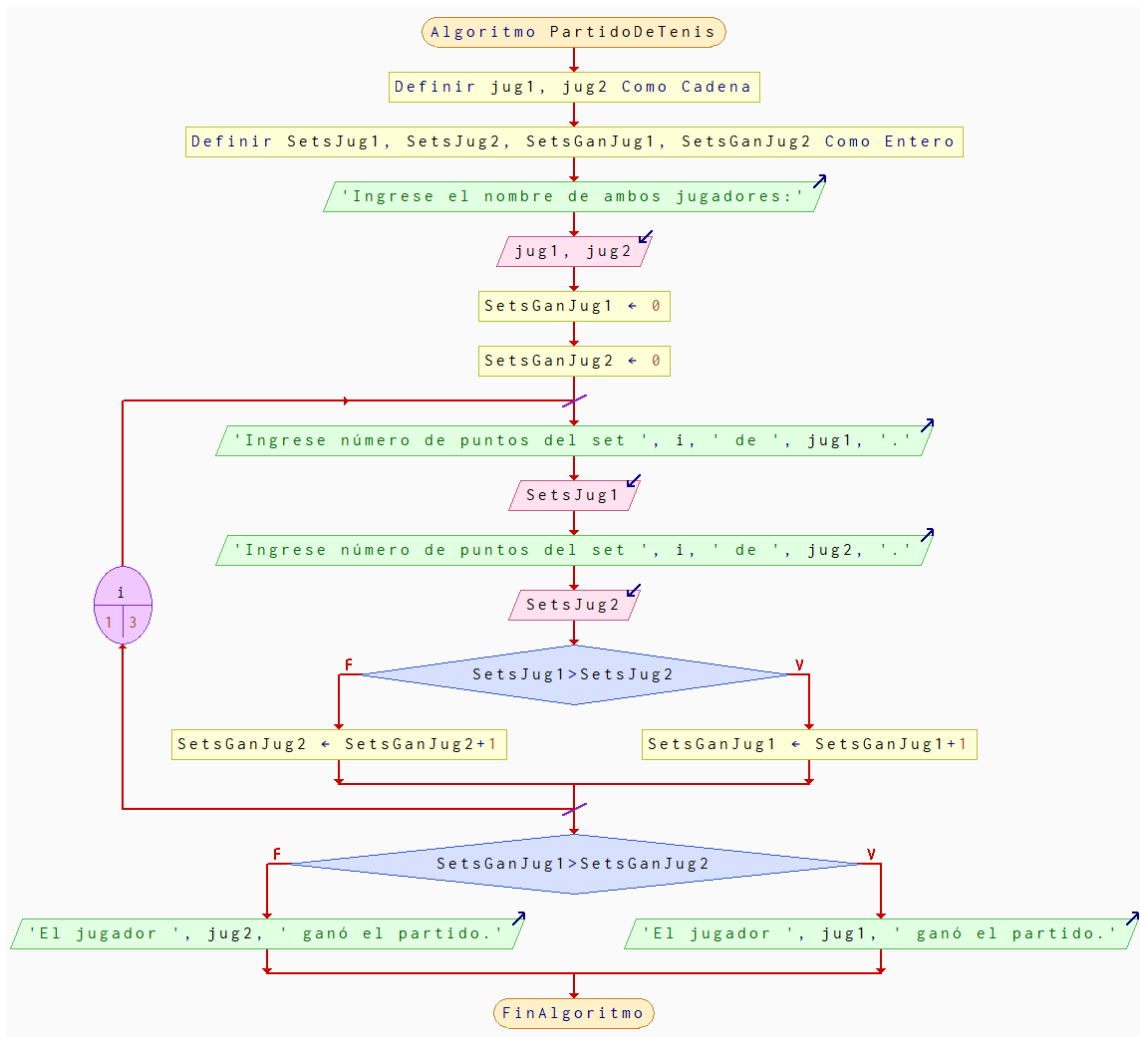 Algoritmo PartidoDeTenis
Definir jug1, jug2 Como Cadena
Definir SetsJug1, SetsJug2, SetsGanJug1, SetsGanJug2 Como Entero
'Ingrese el nombre de ambos jugadores:'
jug1, jug2
SetsGanJug1 ← 0
SetsGanJug2 ← 0
'Ingrese número de puntos del set ', i, ' de ', jug1, '.'
SetsJug1
'Ingrese número de puntos del set ', i, ' de ', jug2, '.'
i
1 3
SetsJug2
SetsJug1>SetsJug2
F
V
SetsGanJug2 ← SetsGanJug2+1
SetsGanJug1 ← SetsGanJug1+1
SetsGanJug1>SetsGanJug2
F
V
'El jugador ', jug2, ' ganó el partido.'
'El jugador ', jug1, ' ganó el partido.'
FinAlgoritmo